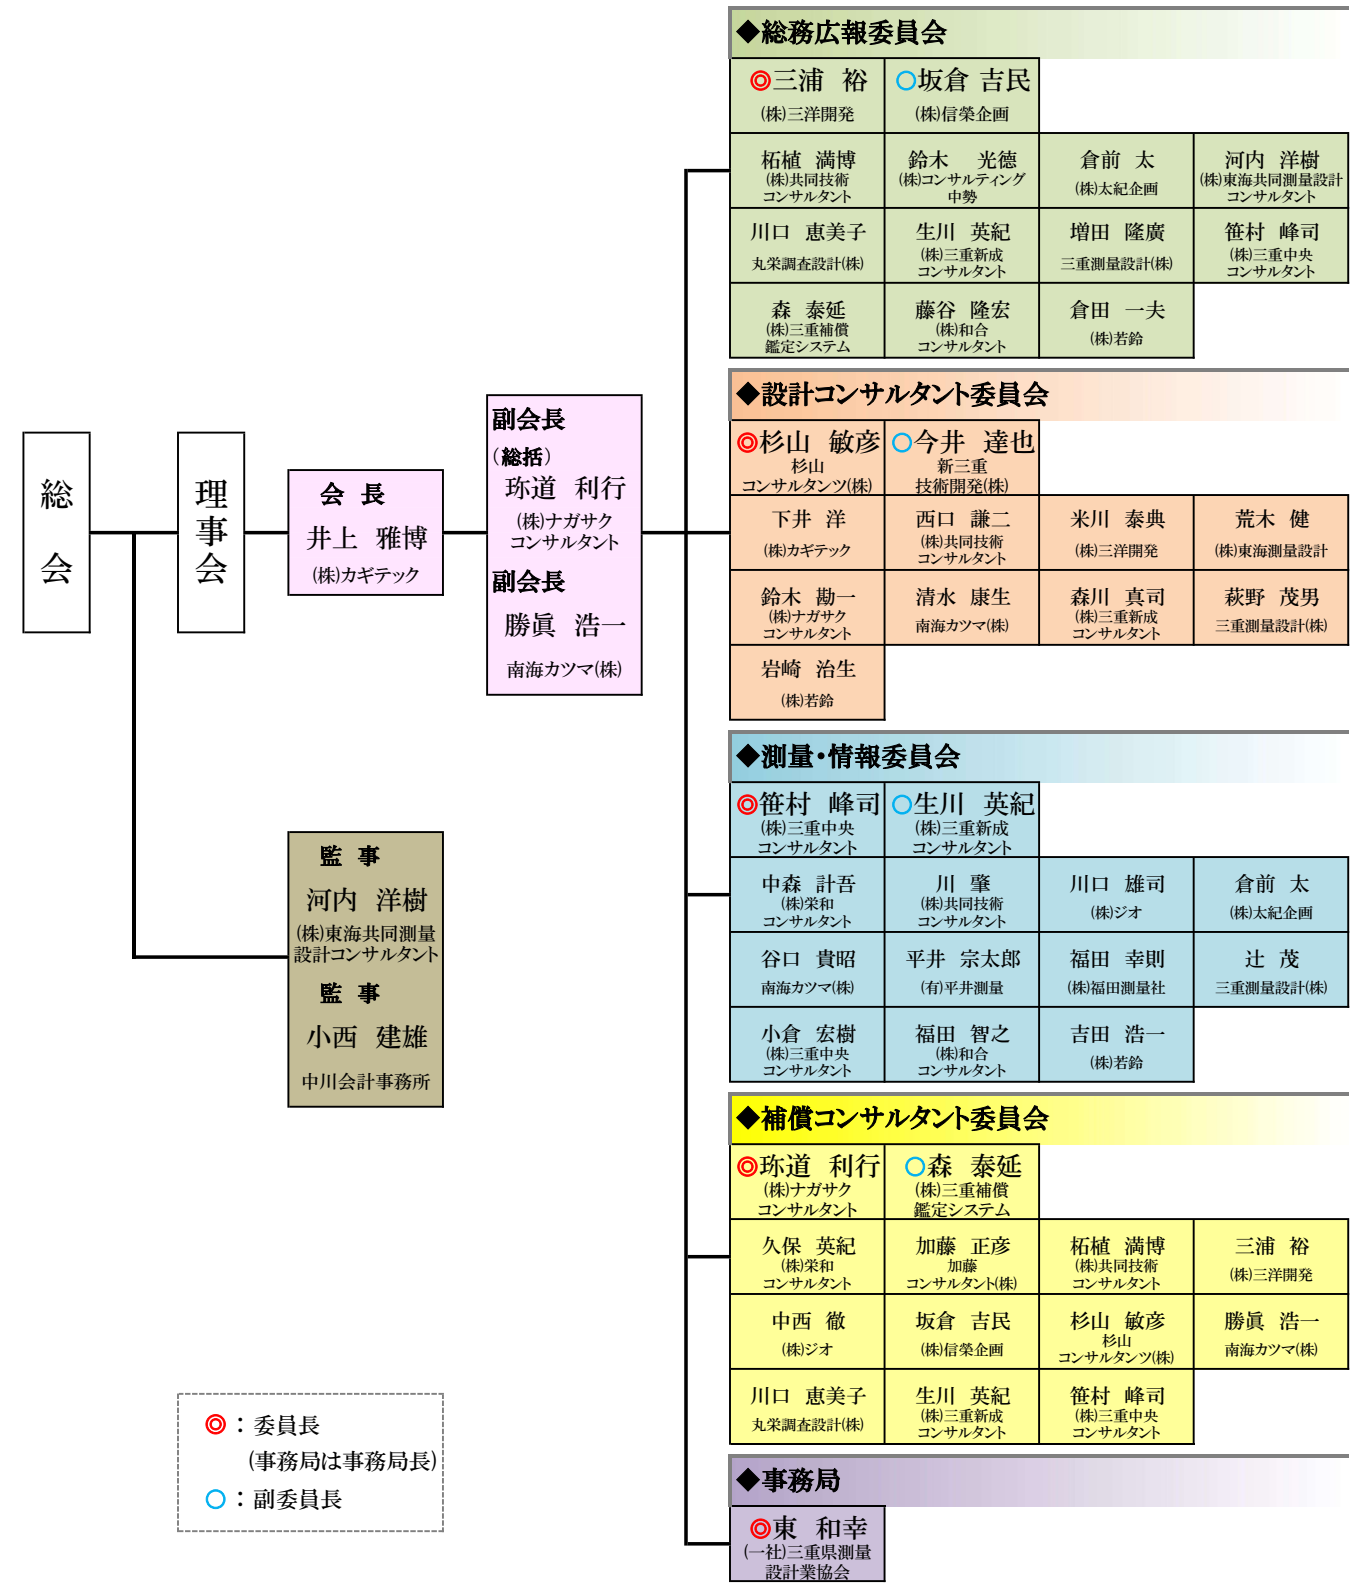 総会
理事会
会 長
井上 雅博
(株)カギテック
副会長
(総括)
珎道 利行
(株)ナガサク
コンサルタント
副会長
勝眞 浩一
南海カツマ(株)
監 事
河内 洋樹
(株)東海共同測量
設計コンサルタント
監 事
小西 建雄
中川会計事務所
◆総務広報委員会
◎三浦 裕
(株)三洋開発
○坂倉 吉民
(株)信榮企画
柘植 満博
(株)共同技術
コンサルタント
鈴木 光德
(株)コンサルティング
中勢
倉前 太
(株)太紀企画
河内 洋樹
(株)東海共同測量設計
コンサルタント
川口 恵美子
丸栄調査設計(株)
生川 英紀
(株)三重新成
コンサルタント
増田 隆廣
三重測量設計(株)
笹村 峰司
(株)三重中央
コンサルタント
森 泰延
(株)三重補償
鑑定システム
藤谷 隆宏
(株)和合
コンサルタント
倉田 一夫
(株)若鈴
◆設計コンサルタント委員会
◎杉山 敏彦
杉山
コンサルタンツ(株)
○今井 達也
新三重
技術開発(株)
下井 洋
(株)カギテック
西口 謙二
(株)共同技術
コンサルタント
米川 泰典
(株)三洋開発
荒木 健
(株)東海測量設計
鈴木 勘一
(株)ナガサク
コンサルタント
清水 康生
南海カツマ(株)
森川 真司
(株)三重新成
コンサルタント
萩野 茂男
三重測量設計(株)
岩崎 治生
(株)若鈴
◆測量・情報委員会
◎笹村 峰司
(株)三重中央
コンサルタント
○生川 英紀
(株)三重新成
コンサルタント
中森 計吾
(株)栄和
コンサルタント
川 肇
(株)共同技術
コンサルタント
川口 雄司
(株)ジオ
倉前 太
(株)太紀企画
谷口 貴昭
南海カツマ(株)
平井 宗太郎
(有)平井測量
福田 幸則
(株)福田測量社
辻 茂
三重測量設計(株)
小倉 宏樹
(株)三重中央
コンサルタント
福田 智之
(株)和合
コンサルタント
吉田 浩一
(株)若鈴
◆補償コンサルタント委員会
◎珎道 利行
(株)ナガサク
コンサルタント
○森 泰延
(株)三重補償
鑑定システム
久保 英紀
(株)栄和
コンサルタント
加藤 正彦
加藤
コンサルタント(株)
柘植 満博
(株)共同技術
コンサルタント
三浦 裕
(株)三洋開発
中西 徹
(株)ジオ
坂倉 吉民
(株)信榮企画
杉山 敏彦
杉山
コンサルタンツ(株)
勝眞 浩一
南海カツマ(株)
川口 恵美子
丸栄調査設計(株)
生川 英紀
(株)三重新成
コンサルタント
笹村 峰司
(株)三重中央
コンサルタント
◆事務局
◎東 和幸
(一社)三重県測量
設計業協会
◎：委員長
(事務局は事務局長)
○：副委員長